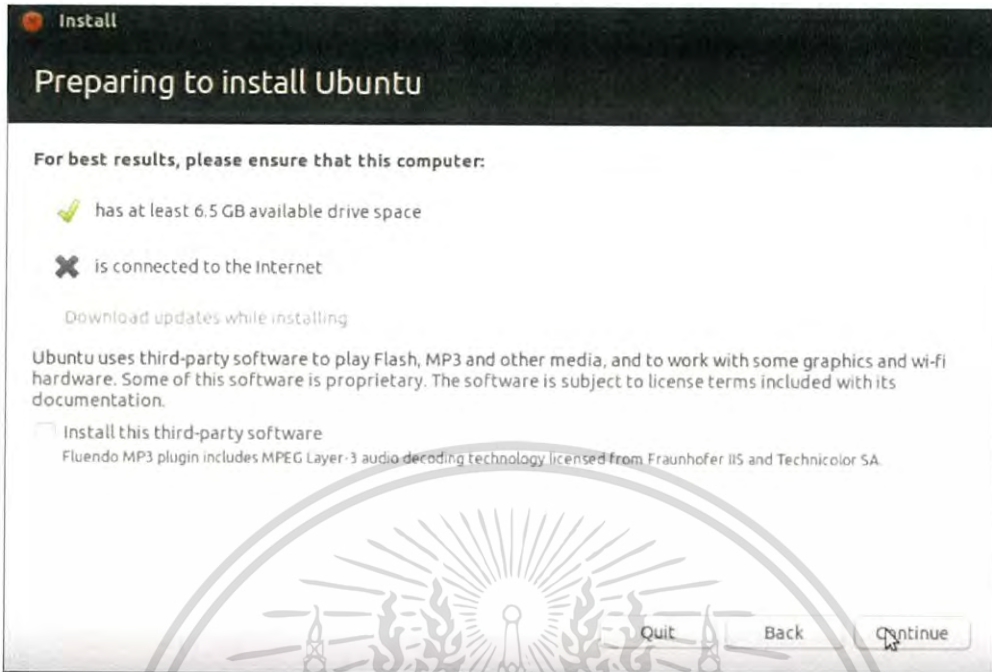 Install
Preparing to install Ubuntu
For best results, please ensure that this computer:
has at least 6.5 GB available drive space
is connected to the Internet
Download updates while installing
Ubuntu uses third-party software to play Flash, MP3 and other media, and to work with some graphics and wi-fi
hardware. Some of this software is proprietary. The software is subject to license terms included with its
documentation.
Install this third-party software
Fluendo MP3 plugin includes MPEG Layer-3 audio decoding technology licensed from Fraunhofer IIS and Technicolor SA.
Quit
Back
Continue